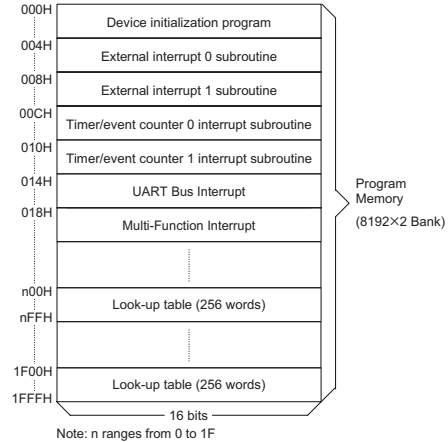 000H
Device initialization program
004H
External interrupt 0 subroutine
008H
External interrupt 1 subroutine
00CH
Timer/event counter 0 interrupt subroutine
010H
Timer/event counter 1 interrupt subroutine
014H
UART Bus Interrupt
018H
Multi-Function Interrupt
Program
Memory
(8192×2 Bank)
n00H
Look-up table (256 words)
nFFH
1F00H
Look-up table (256 words)
1FFFH
16 bits
Note: n ranges from 0 to 1F